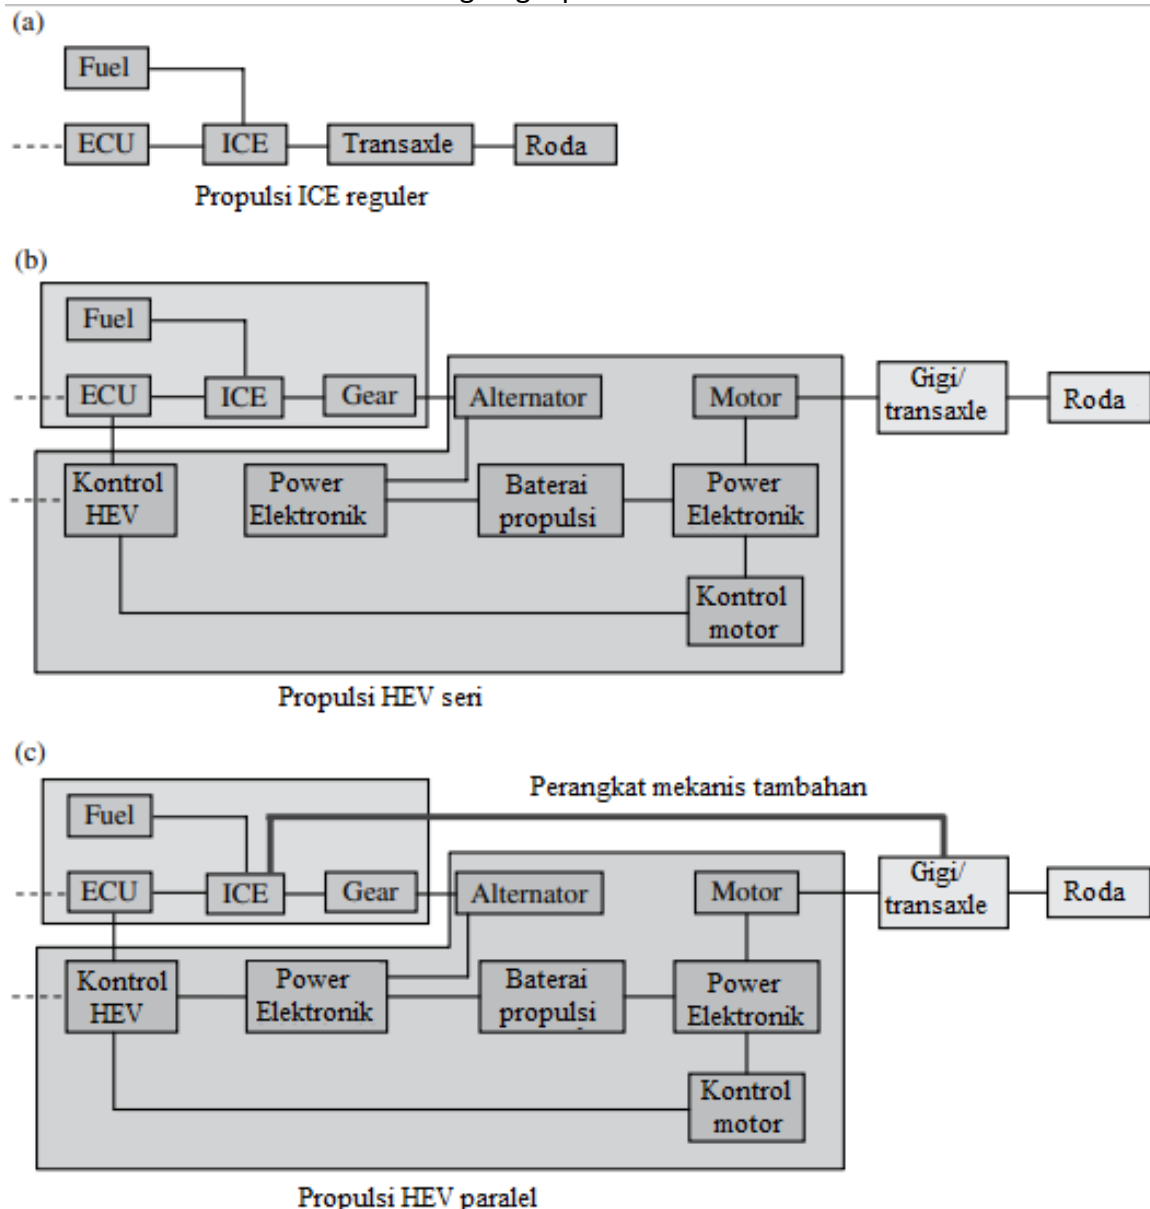 (a)
Fuel
ECU
ICE
Transaxle
Roda
Propulsi ICE reguler
(b)
Fuel
ECU
ICE
Gear
Alternator
Motor
Gigi/
transaxle
Roda
Kontrol
HEV
Power
Elektronik
Baterai
propulsi
Power
Elektronik
Kontrol
motor
Propulsi HEV seri
(c)
Perangkat mekanis tambahan
Fuel
ECU
ICE
Gear
Alternator
Motor
Gigi/
transaxle
Roda
Kontrol
HEV
Power
Elektronik
Baterai
propulsi
Power
Elektronik
Kontrol
motor
Propulsi HEV paralel